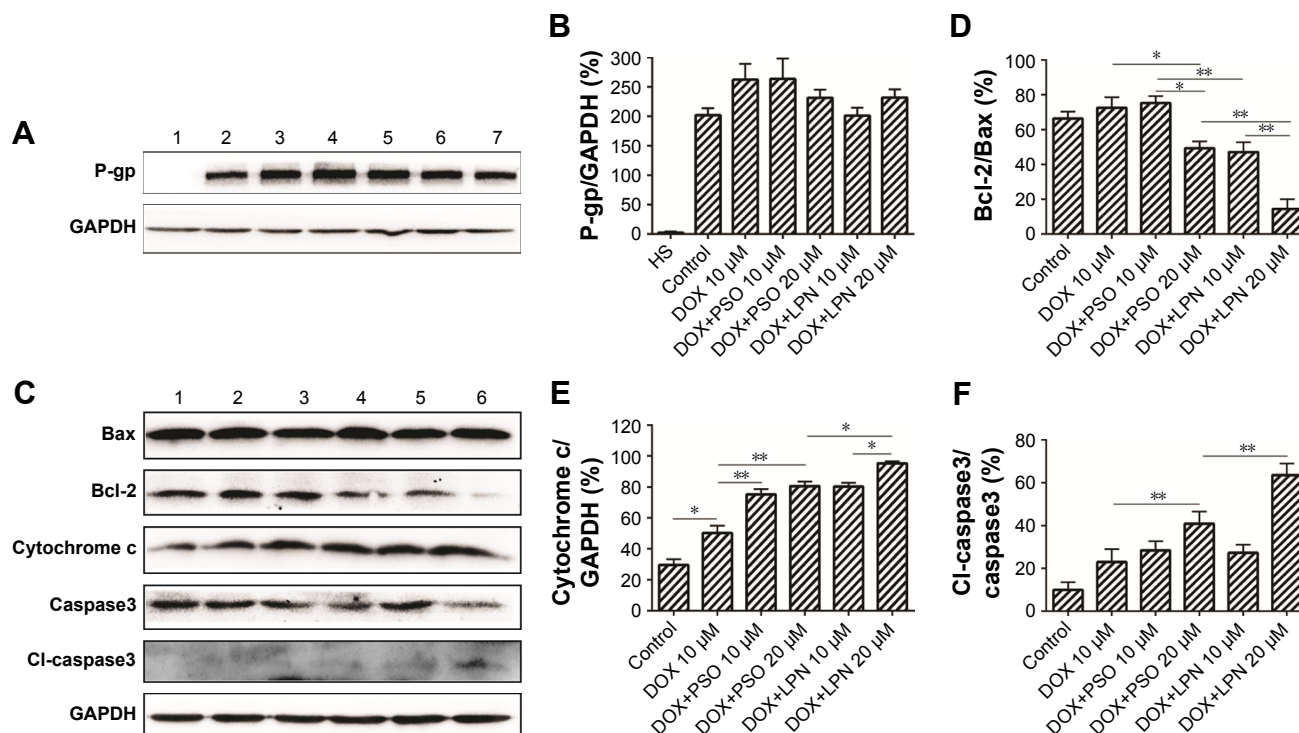 A
1 2 3 4 5 6 7
P-gp
GAPDH
B
P-gp/GAPDH (%)
300
250
200
150
100
50
0
HS
Control
DOX 10 µM
DOX+PSO 10 µM
DOX+PSO 20 µM
DOX+LPN 10 µM
DOX+LPN 20 µM
D
Bcl-2/Bax (%)
100
80
60
40
20
0
*
**
*
**
**
Control
DOX 10 µM
DOX+PSO 10 µM
DOX+PSO 20 µM
DOX+LPN 10 µM
DOX+LPN 20 µM
C
1 2 3 4 5 6
Bax
Bcl-2
Cytochrome c
Caspase3
Cl-caspase3
GAPDH
E
Cytochrome c/
GAPDH (%)
120
100
80
60
40
20
0
*
**
**
*
*
Control
DOX 10 µM
DOX+PSO 10 µM
DOX+PSO 20 µM
DOX+LPN 10 µM
DOX+LPN 20 µM
F
Cl-caspase3/
caspase3 (%)
80
60
40
20
0
**
**
Control
DOX 10 µM
DOX+PSO 10 µM
DOX+PSO 20 µM
DOX+LPN 10 µM
DOX+LPN 20 µM